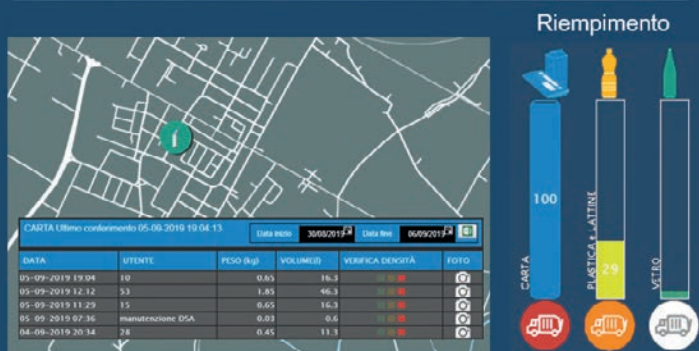 Riempimento
CARTA Ultimo conferimento 05-09-2019 19:04:13
Data inizio 30/08/2019 Data fine 06/09/2019
DATA UTENTE PESO (kg) VOLUME(l) VERIFICA DENSITÀ FOTO
05-09-2019 19:04 10 0.65 16.3
05-09-2019 12:12 53 1.85 46.3
05-09-2019 11:29 15 0.65 16.3
05-09-2019 07:36 manutenzione DSA 0.03 0.6
04-09-2019 20:34 28 0.45 11.3
CARTA
100
PLASTICA e LATTINE
29
VETRO